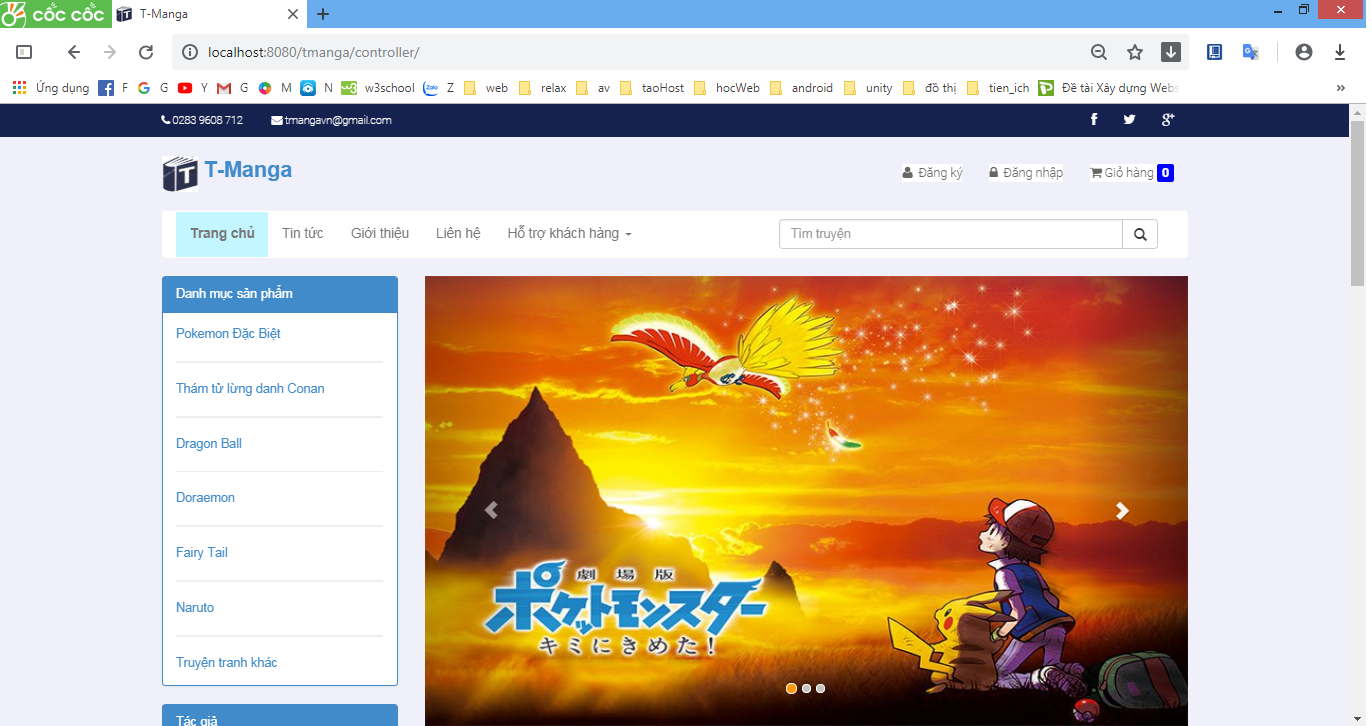 cốc cốc T-Manga
localhost:8080/tmanga/controller/
Ứng dụng F G Y G M N w3school Z web relax av taoHost hocWeb android unity đồ thị tien_ich Đề tài Xây dựng Webs »
0283 9608 712 tmangavn@gmail.com
T T-Manga Đăng ký Đăng nhập Giỏ hàng 0
Trang chủ Tin tức Giới thiệu Liên hệ Hỗ trợ khách hàng Tìm truyện
Danh mục sản phẩm
Pokemon Đặc Biệt
Thám tử lừng danh Conan
Dragon Ball
Doraemon
Fairy Tail
Naruto
Truyện tranh khác
Tác giả
劇場版
ポケットモンスター
キミにきめた!